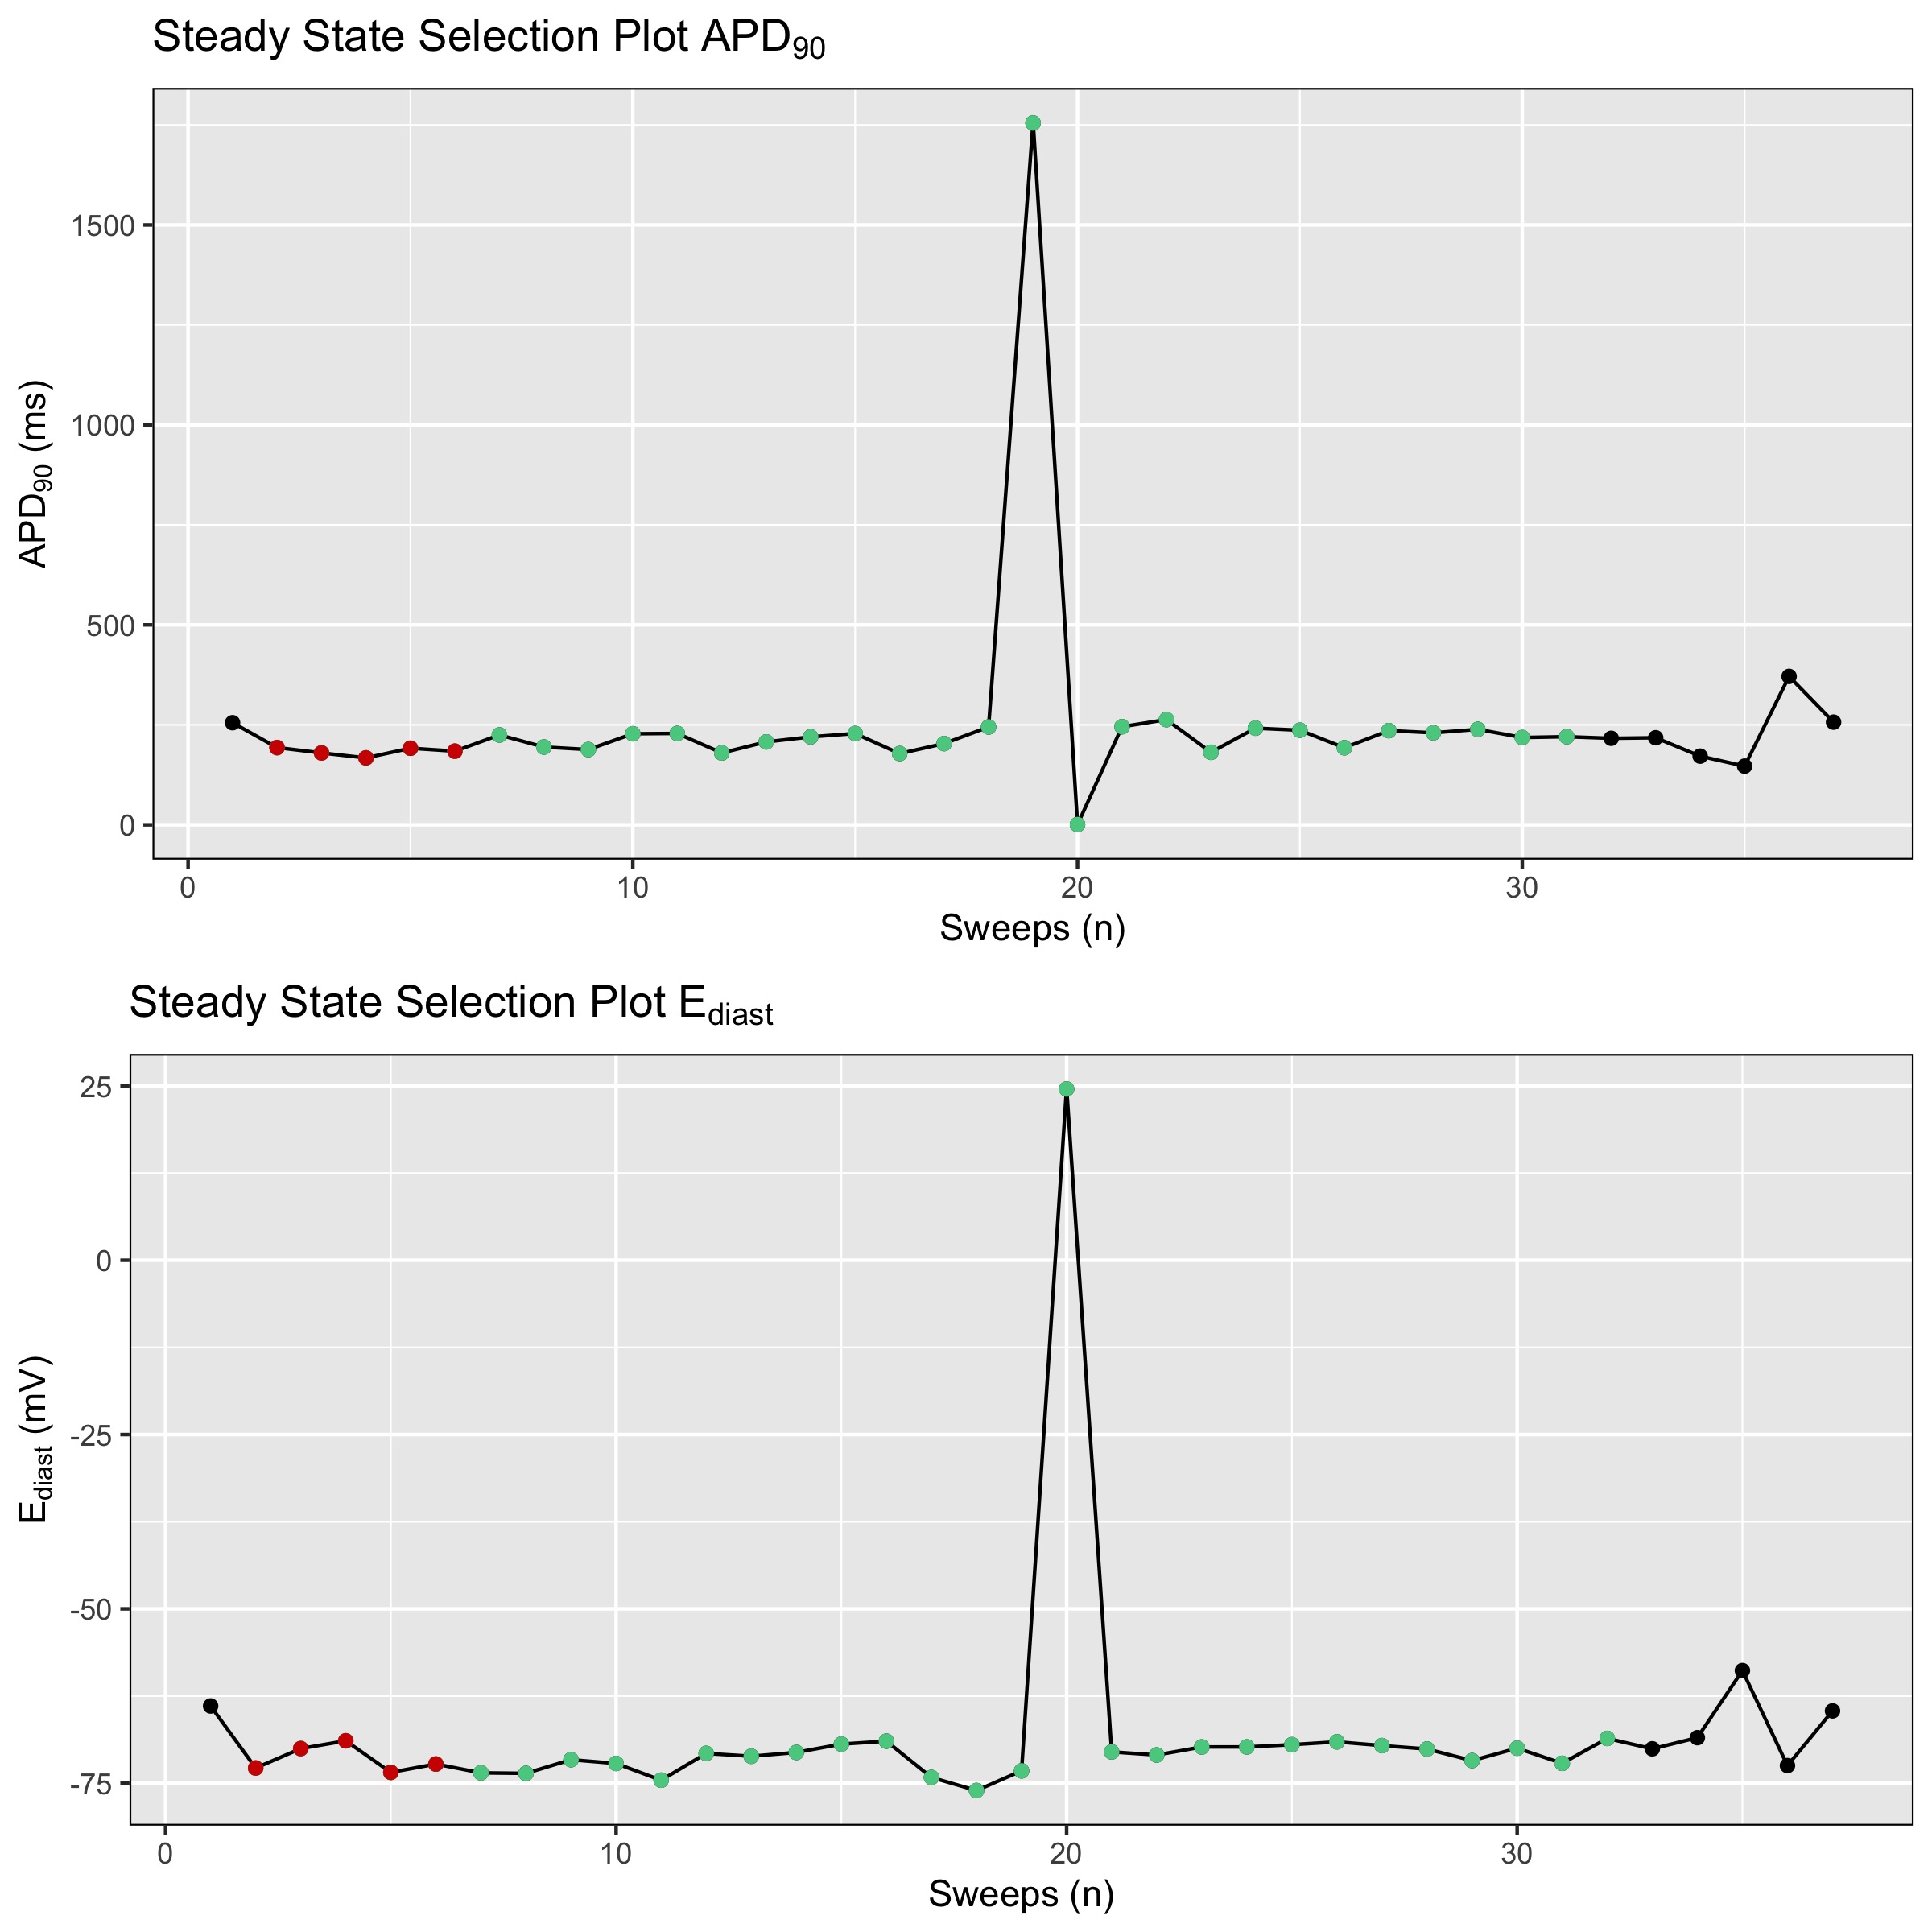 Steady State Selection Plot APD90
1500
1000
500
0
APD90 (ms)
0 10 20 30
Sweeps (n)
Steady State Selection Plot Ediast
25
0
-25
-50
-75
Ediast (mV)
0 10 20 30
Sweeps (n)